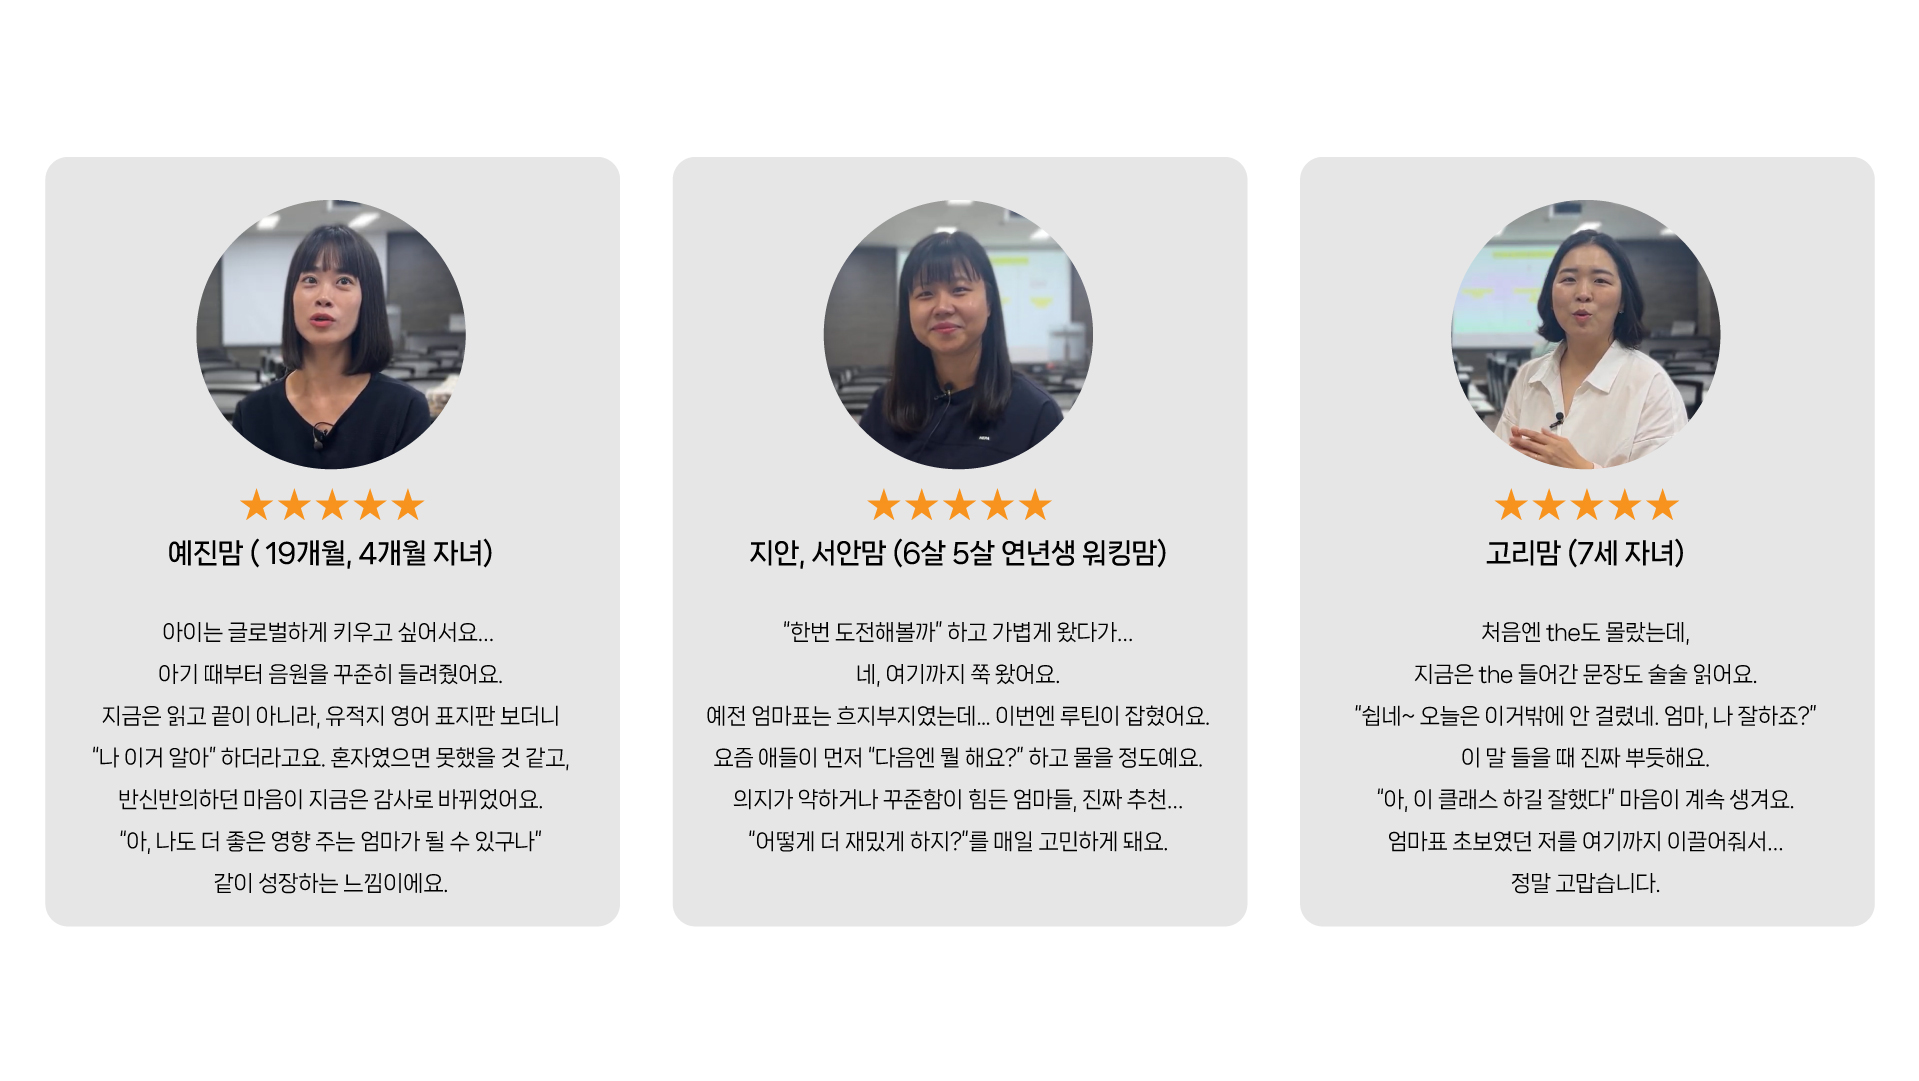 ★★★★★
예진맘 ( 19개월, 4개월 자녀)
아이는 글로벌하게 키우고 싶어서요...
아기 때부터 음원을 꾸준히 들려줬어요.
지금은 읽고 끝이 아니라, 유적지 영어 표지판 보더니
“나 이거 알아” 하더라고요. 혼자였으면 못했을 것 같고,
반신반의하던 마음이 지금은 감사로 바뀌었어요.
“아, 나도 더 좋은 영향 주는 엄마가 될 수 있구나”
같이 성장하는 느낌이에요.
★★★★★
지안, 서안맘 (6살 5살 연년생 워킹맘)
“한번 도전해볼까” 하고 가볍게 왔다가...
네, 여기까지 쭉 왔어요.
예전 엄마표는 흐지부지였는데... 이번엔 루틴이 잡혔어요.
요즘 애들이 먼저 “다음엔 뭘 해요?” 하고 물을 정도예요.
의지가 약하거나 꾸준함이 힘든 엄마들, 진짜 추천...
“어떻게 더 재밌게 하지?”를 매일 고민하게 돼요.
★★★★★
고리맘 (7세 자녀)
처음엔 the도 몰랐는데,
지금은 the 들어간 문장도 술술 읽어요.
“쉽네~ 오늘은 이거밖에 안 걸렸네. 엄마, 나 잘하죠?”
이 말 들을 때 진짜 뿌듯해요.
“아, 이 클래스 하길 잘했다” 마음이 계속 생겨요.
엄마표 초보였던 저를 여기까지 이끌어줘서...
정말 고맙습니다.